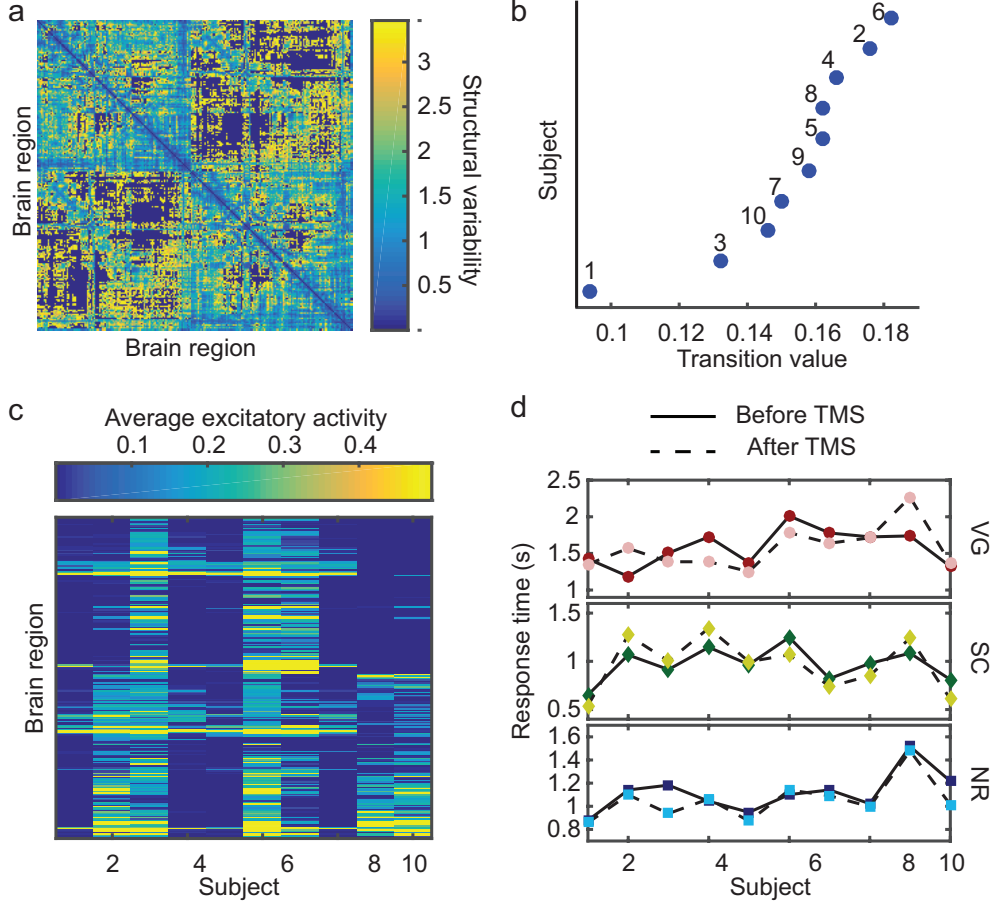 a
Brain region
Brain region
3
2.5
2
1.5
1
0.5
Structural variability
b
Subject
6
2
4
8
5
9
7
10
3
1
0.1 0.12 0.14 0.16 0.18
Transition value
c
Average excitatory activity
0.1 0.2 0.3 0.4
Brain region
2 4 6 8 10
Subject
d
Before TMS
After TMS
Response time (s)
2.5
2
1.5
1
VG
1.5
1
0.5
SC
1.6
1.4
1.2
1
0.8
NIR
2 4 6 8 10
Subject